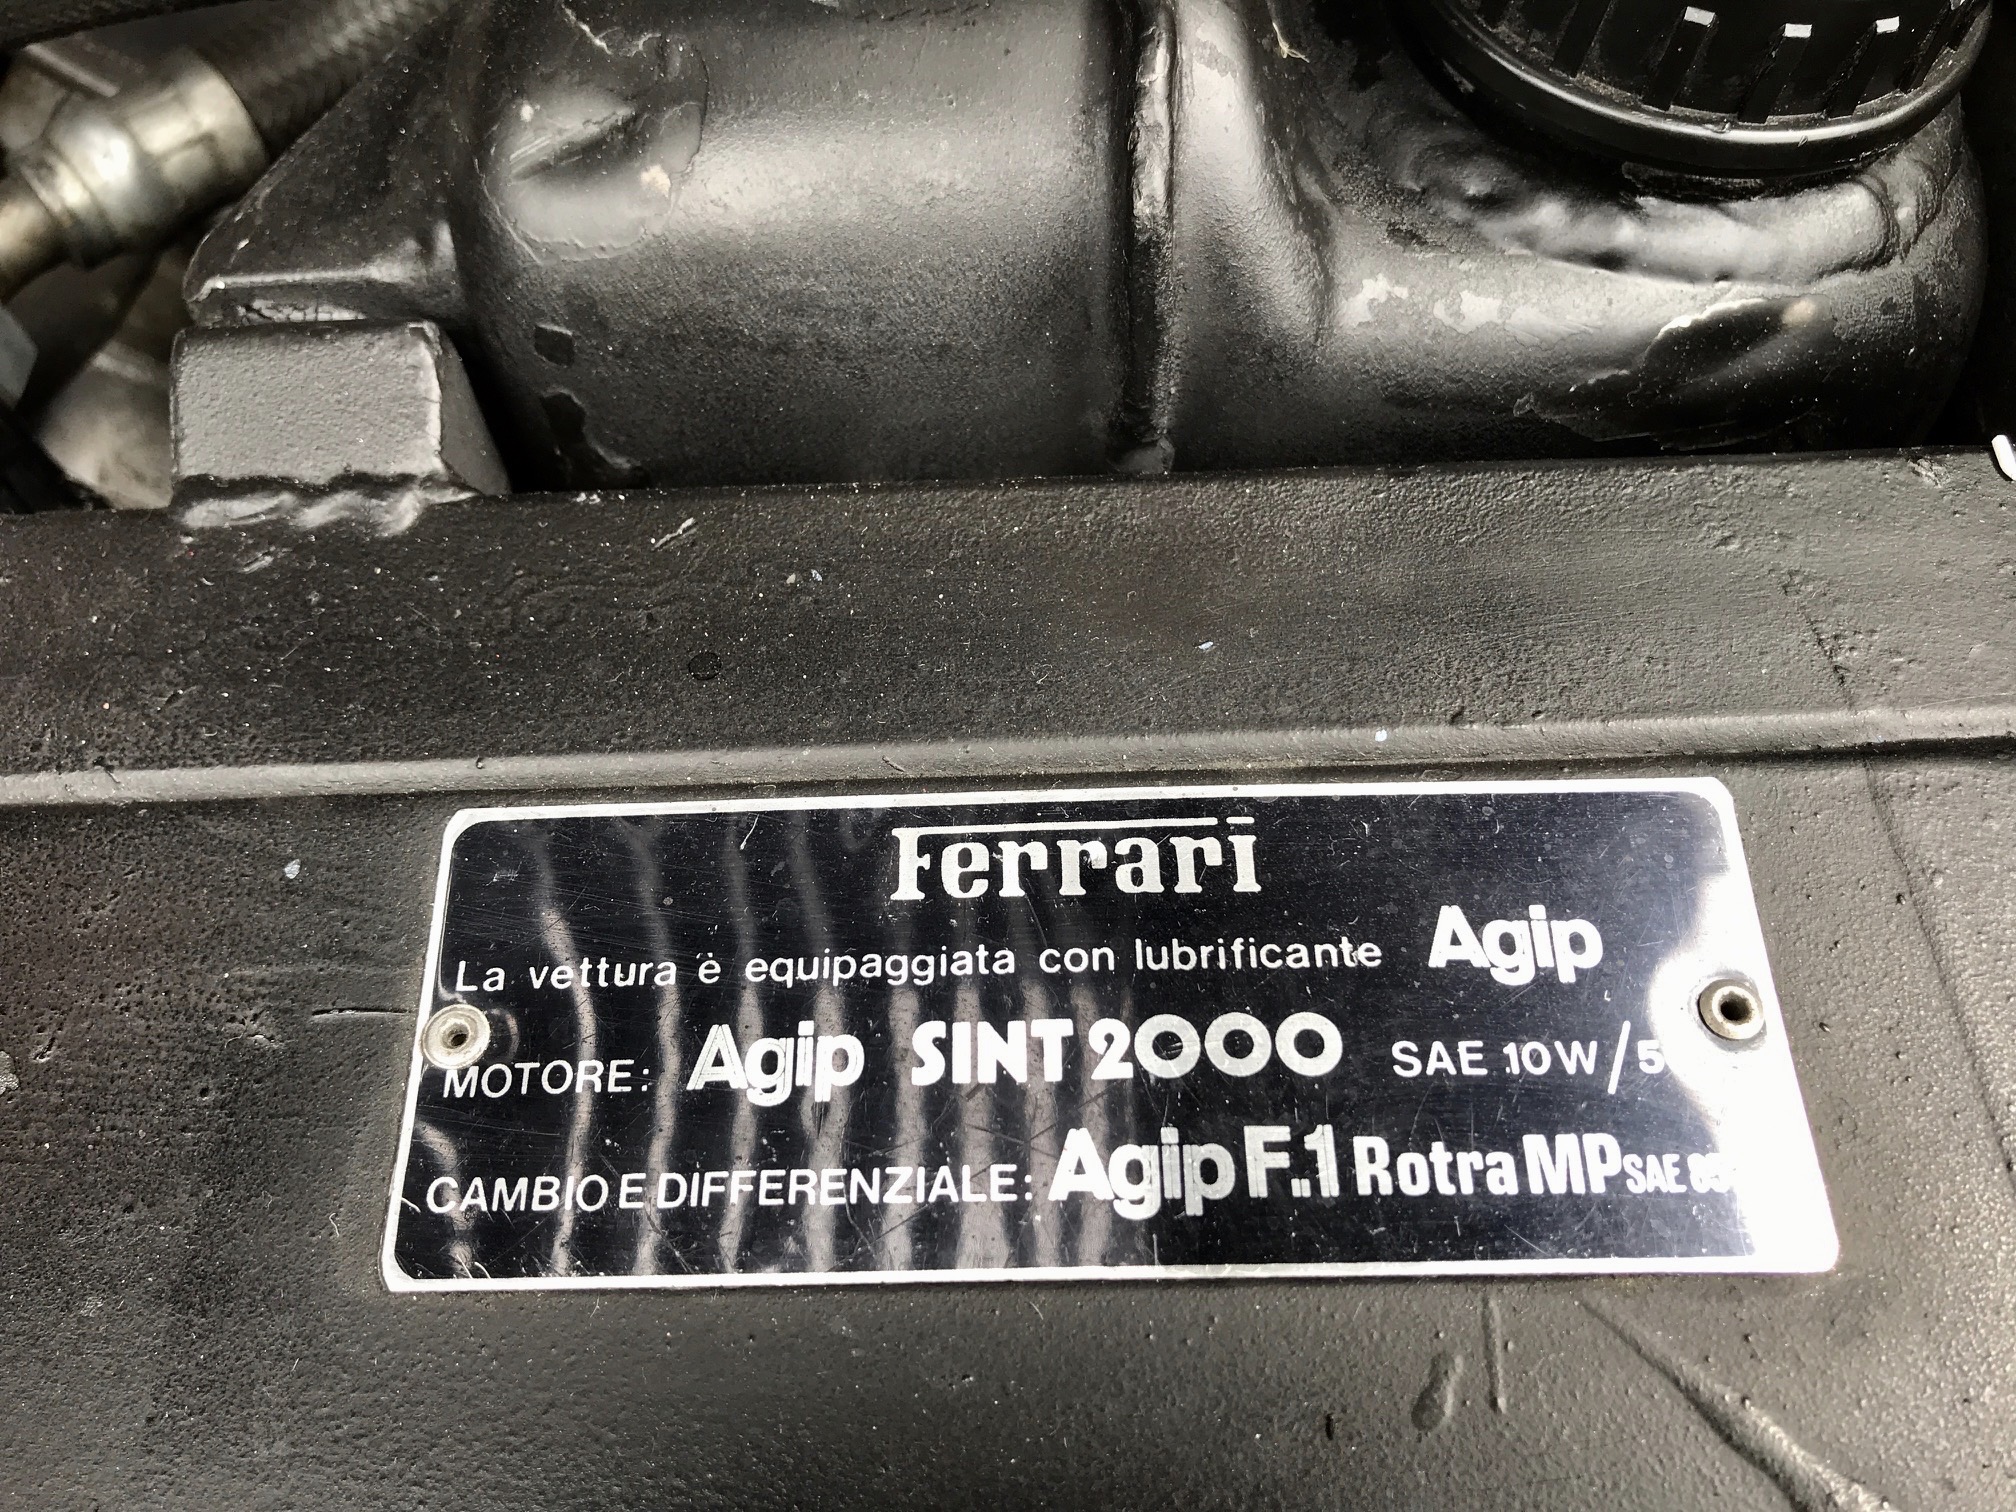 Ferrari
La vettura è equipaggiata con lubrificante Agip
MOTORE: Agip SINT 2000 SAE 10W/5
CAMBIO E DIFFERENZIALE: Agip F.1 Rotra MP SAE